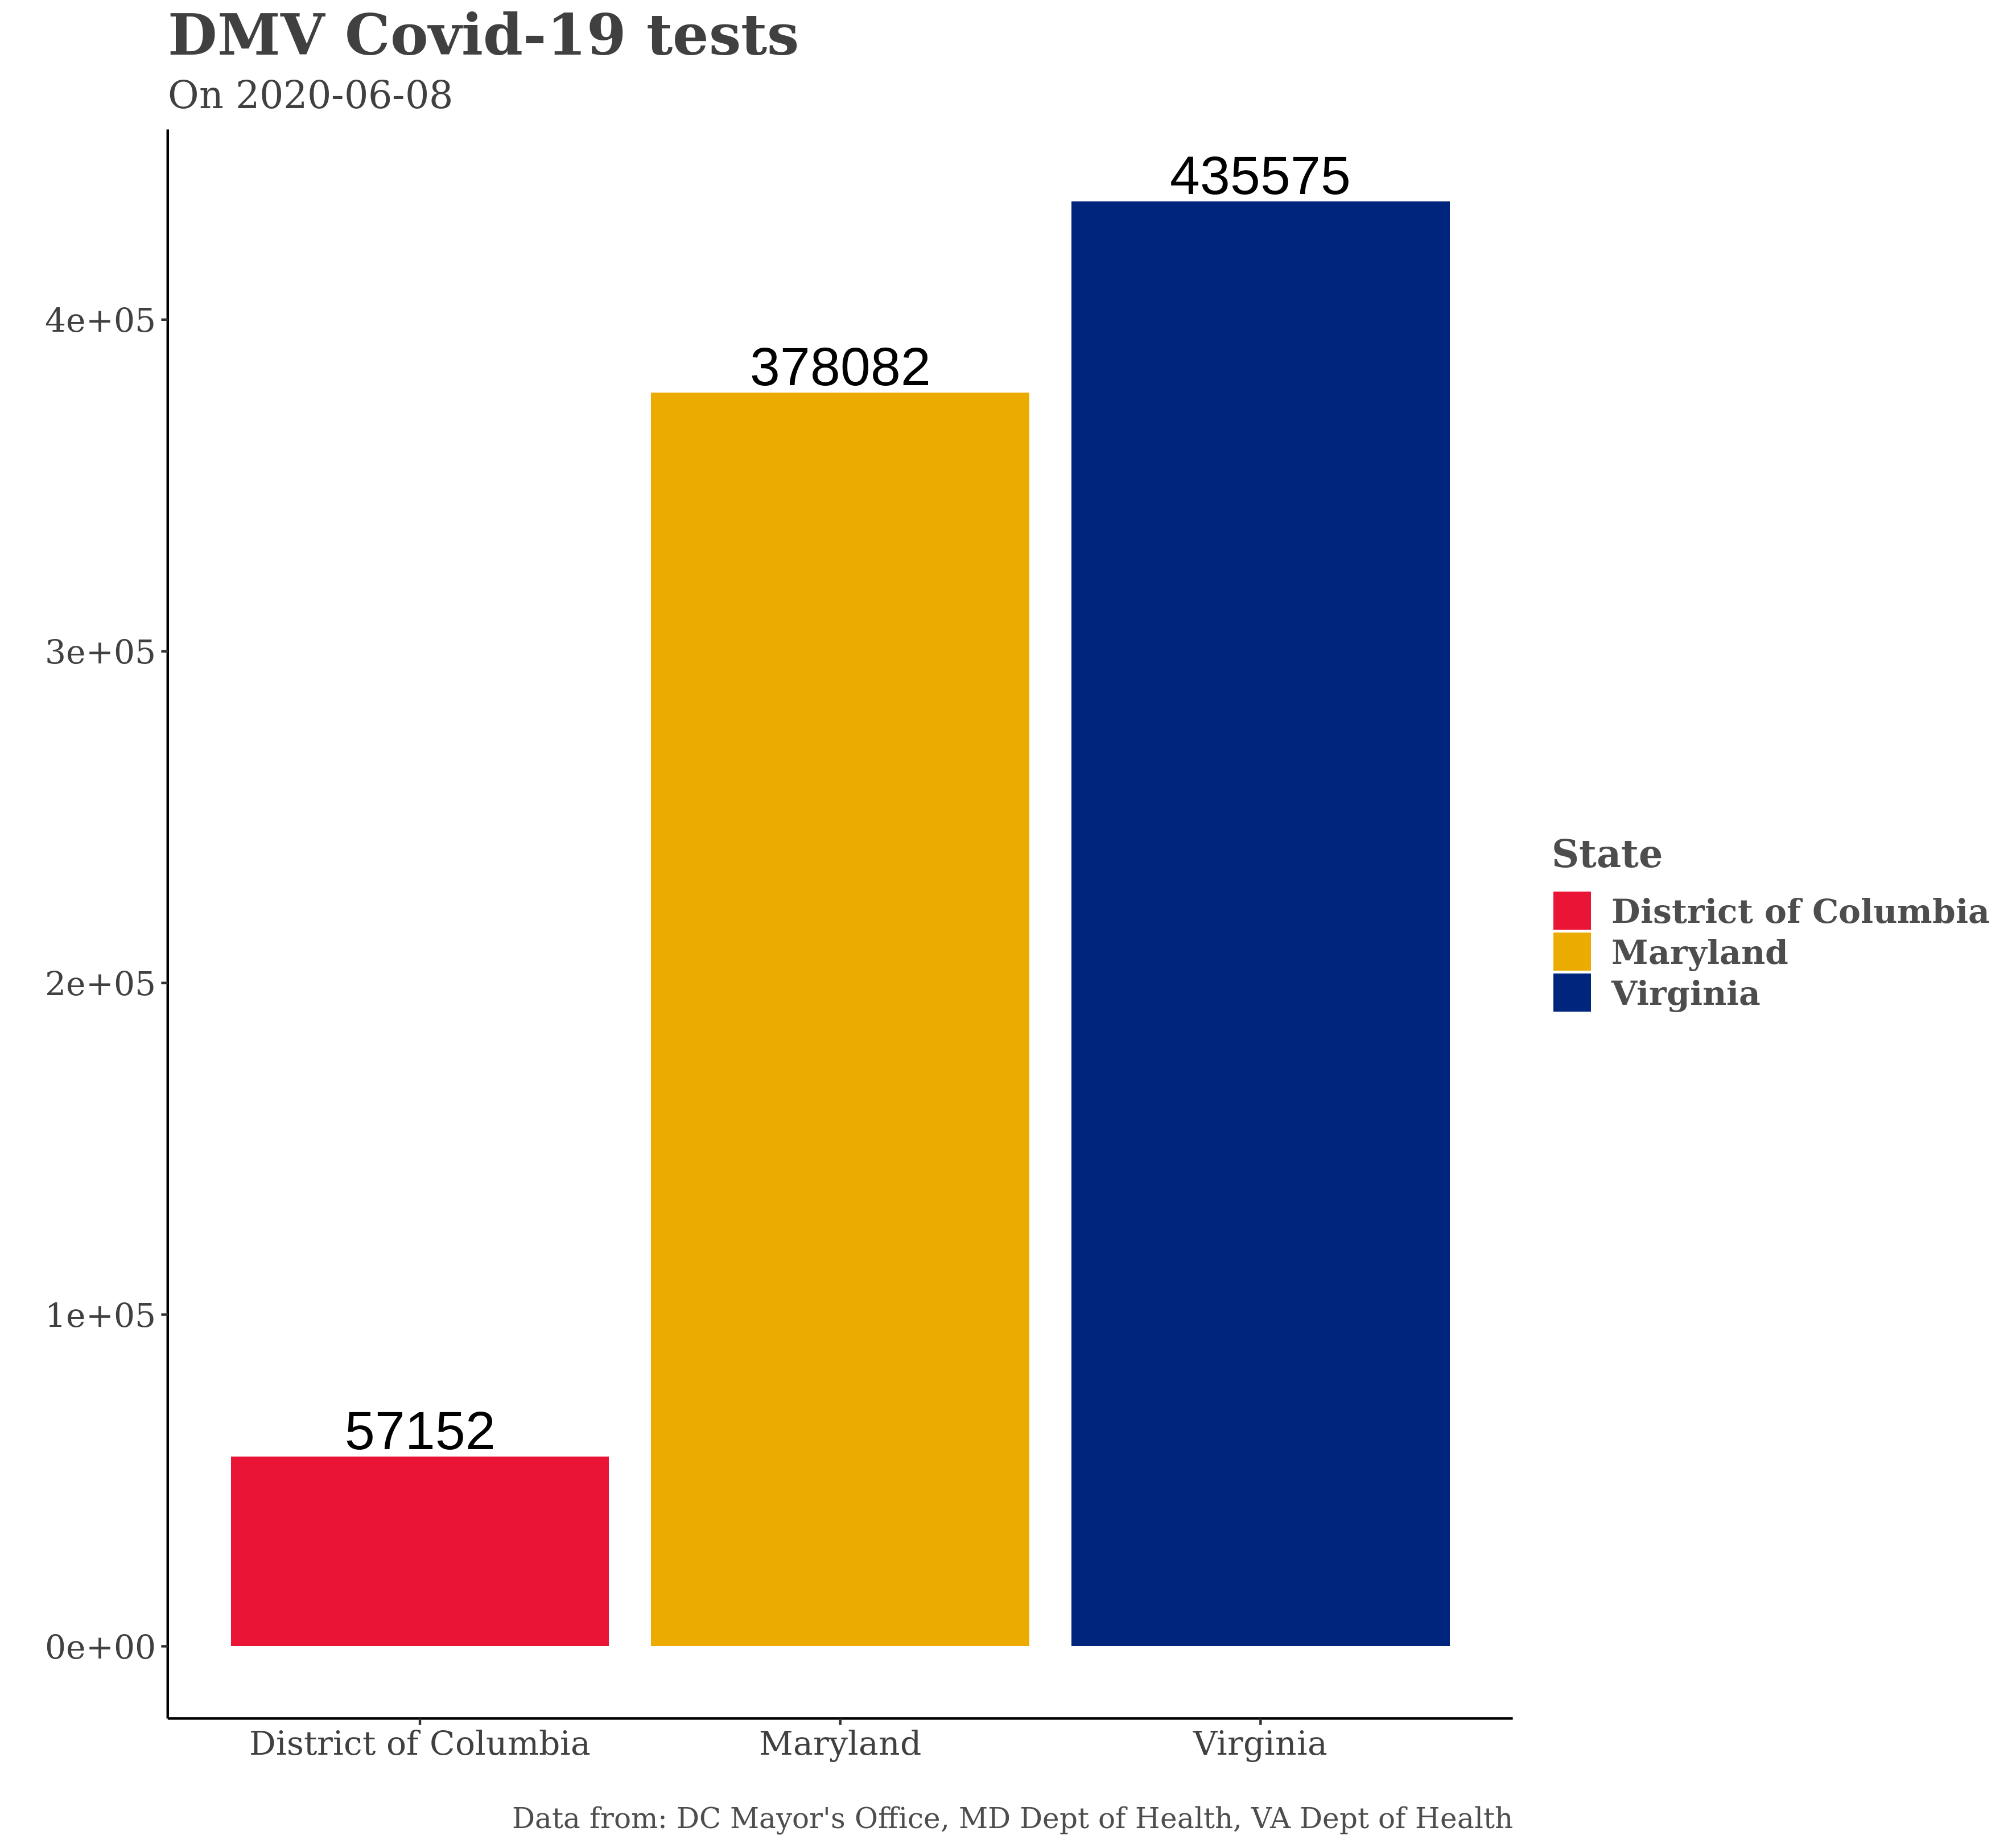 DMV Covid-19 tests
On 2020-06-08
435575
4e+05
378082
3e+05
State
District of Columbia
Maryland
Virginia
2e+05
1e+05
57152
0e+00
District of Columbia Maryland Virginia
Data from: DC Mayor's Office, MD Dept of Health, VA Dept of Health